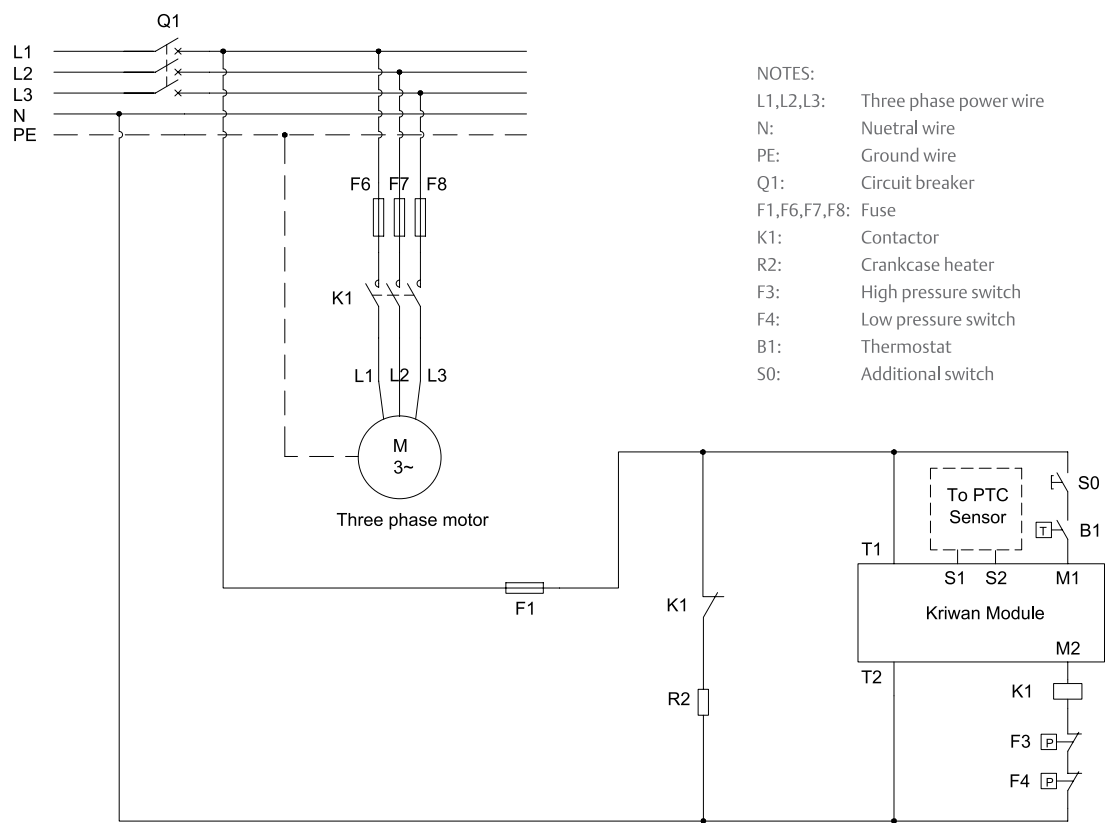 Q1
L1
L2
L3
N
PE
NOTES:
L1,L2,L3: Three phase power wire
N: Nuetral wire
PE: Ground wire
Q1: Circuit breaker
F1,F6,F7,F8: Fuse
K1: Contactor
R2: Crankcase heater
F3: High pressure switch
F4: Low pressure switch
B1: Thermostat
S0: Additional switch
F6 F7 F8
K1
L1 L2 L3
M
3~
Three phase motor
F1
K1
R2
To PTC
Sensor
S0
T B1
T1
S1 S2 M1
Kriwan Module
M2
T2
K1
F3 P
F4 P